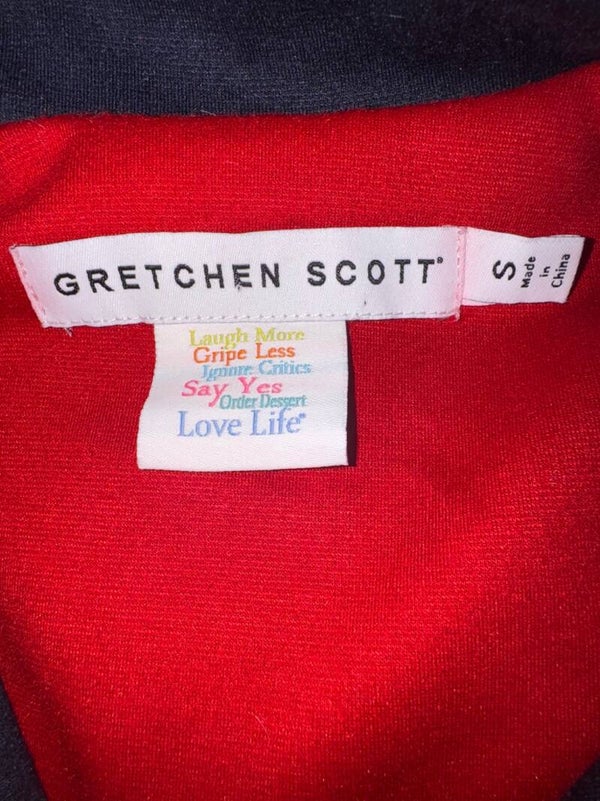 GRETCHEN SCOTT®
S
Made
in
China
Laugh More
Gripe Less
Ignore Critics
Say Yes
Order Dessert
Love Life®